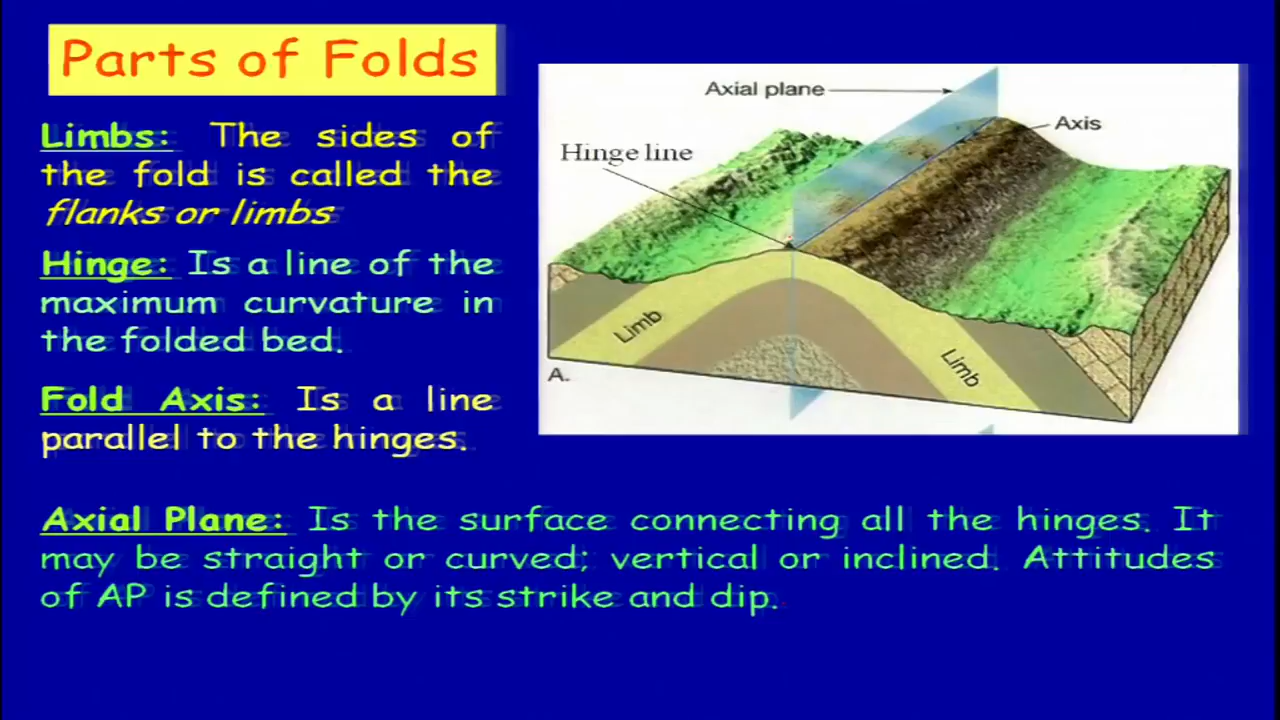 Parts of Folds
Limbs: The sides of
the fold is called the
flanks or limbs
Hinge: Is a line of the
maximum curvature in
the folded bed.
Fold Axis: Is a line
parallel to the hinges.
Axial plane
Axis
Hinge line
Limb
Limb
A.
Axial Plane: Is the surface connecting all the hinges. It
may be straight or curved; vertical or inclined. Attitudes
of AP is defined by its strike and dip.